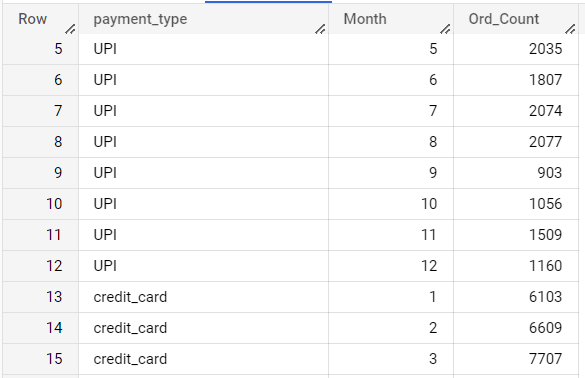 Row payment_type Month Ord_Count
5 UPI 5 2035
6 UPI 6 1807
7 UPI 7 2074
8 UPI 8 2077
9 UPI 9 903
10 UPI 10 1056
11 UPI 11 1509
12 UPI 12 1160
13 credit_card 1 6103
14 credit_card 2 6609
15 credit_card 3 7707